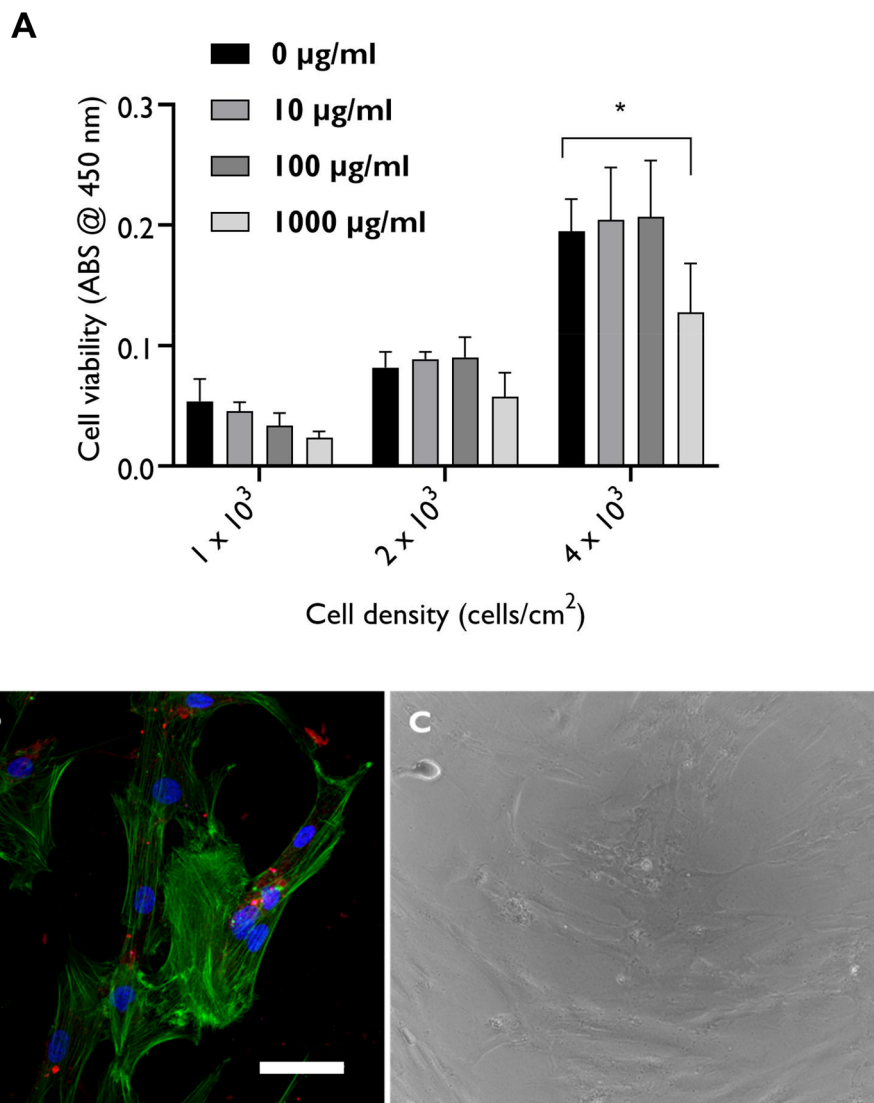 A
0 µg/ml
10 µg/ml
100 µg/ml
1000 µg/ml
Cell viability (ABS @ 450 nm)
0.3
0.2
0.1
0.0
*
1 x 10³
2 x 10³
4 x 10³
Cell density (cells/cm²)
C